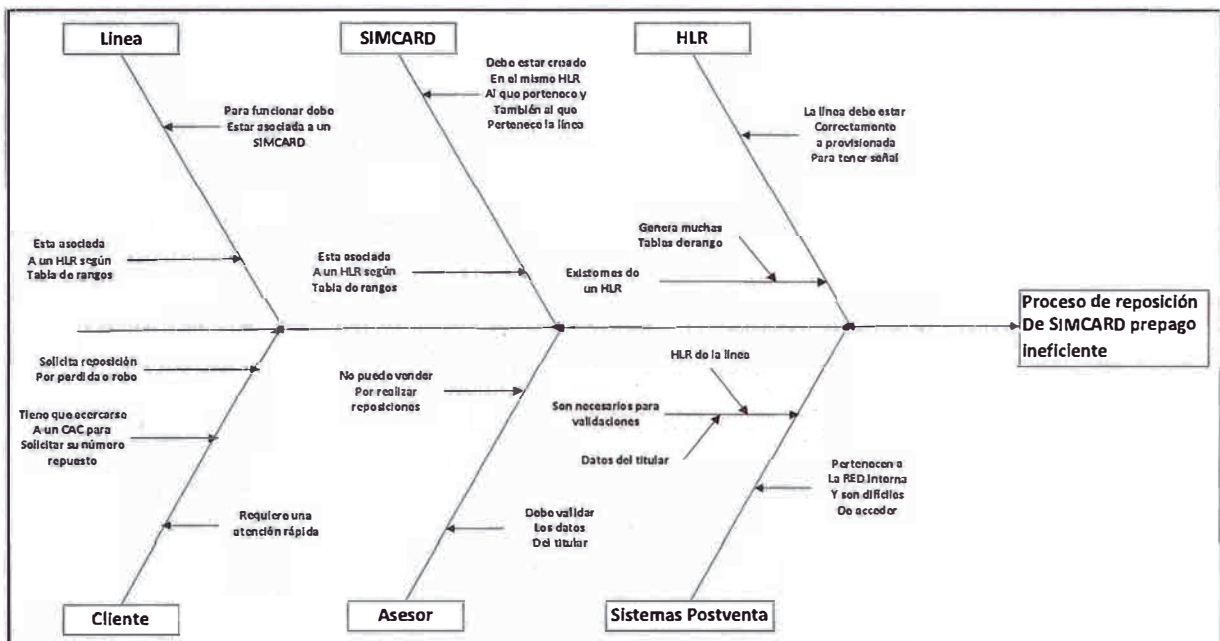 Linea
SIMCARD
HLR
Para funcionar debe
Estar asociada a un
SIMCARD
Debe estar creado
En el mismo HLR
Al que pertenece y
También al que
Pertenece la línea
La línea debe estar
Correctamente
a provisionada
Para tener señal
Esta asociada
A un HLR según
Tabla de rangos
Esta asociada
A un HLR según
Tabla de rangos
Genera muchas
Tablas de rango
Existe mas de
un HLR
Proceso de reposición
De SIMCARD prepago
ineficiente
Solicita reposición
Por perdida o robo
Tiene que acercarse
A un CAC para
Solicitar su número
repuesto
Requiere una
atención rápida
No puede vender
Por realizar
reposiciones
Debe validar
Los datos
Del titular
HLR de la línea
Son necesarios para
validaciones
Datos del titular
Pertenecen a
La RED Interna
Y son difíciles
De acceder
Cliente
Asesor
Sistemas Postventa